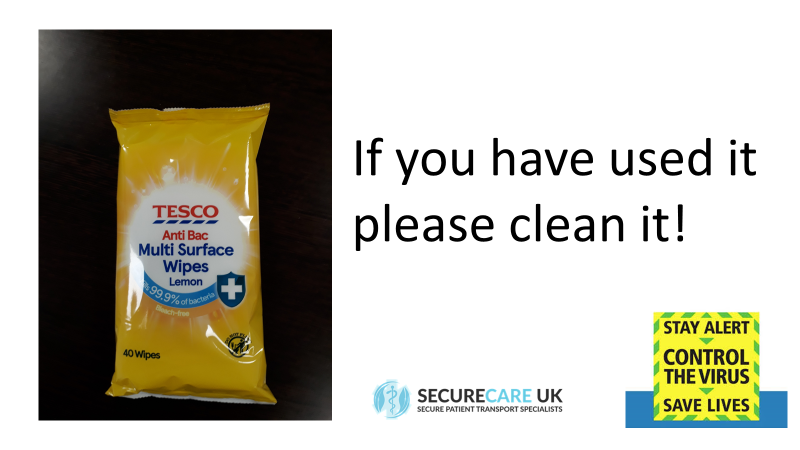 TESCO
Anti Bac
Multi Surface
Wipes
Lemon
99.9% of bacteria
Bleach-free
40 Wipes
If you have used it
please clean it!
SECURECARE UK
SECURE PATIENT TRANSPORT SPECIALISTS
STAY ALERT
CONTROL
THE VIRUS
SAVE LIVES